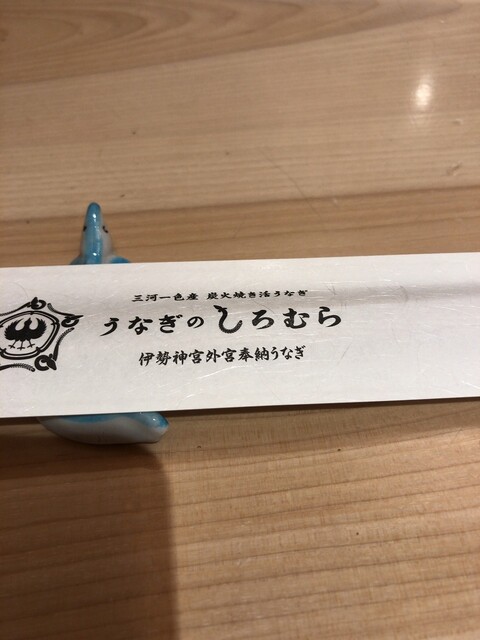 三河一色産 炭火焼き活うなぎ
うなぎの しろむら
伊勢神宮外宮奉納うなぎ